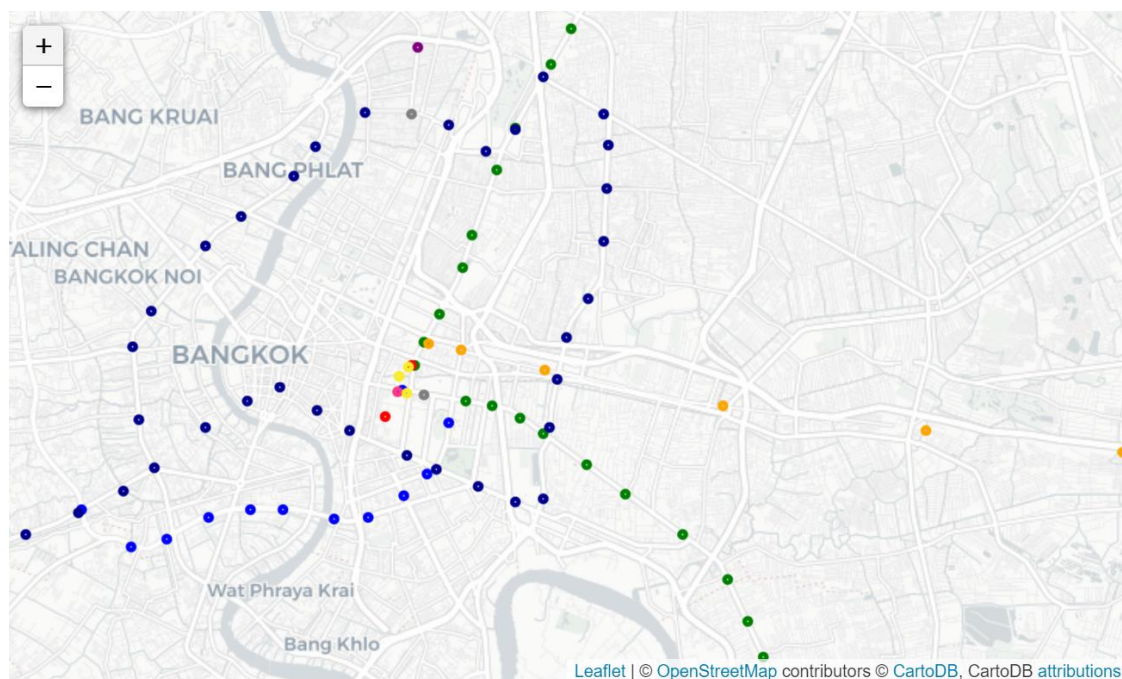 +
−
BANG KRUAI
BANG PHLAT
TALING CHAN
BANGKOK NOI
BANGKOK
Wat Phraya Krai
Bang Khlo
Leaflet | © OpenStreetMap contributors © CartoDB, CartoDB attributions